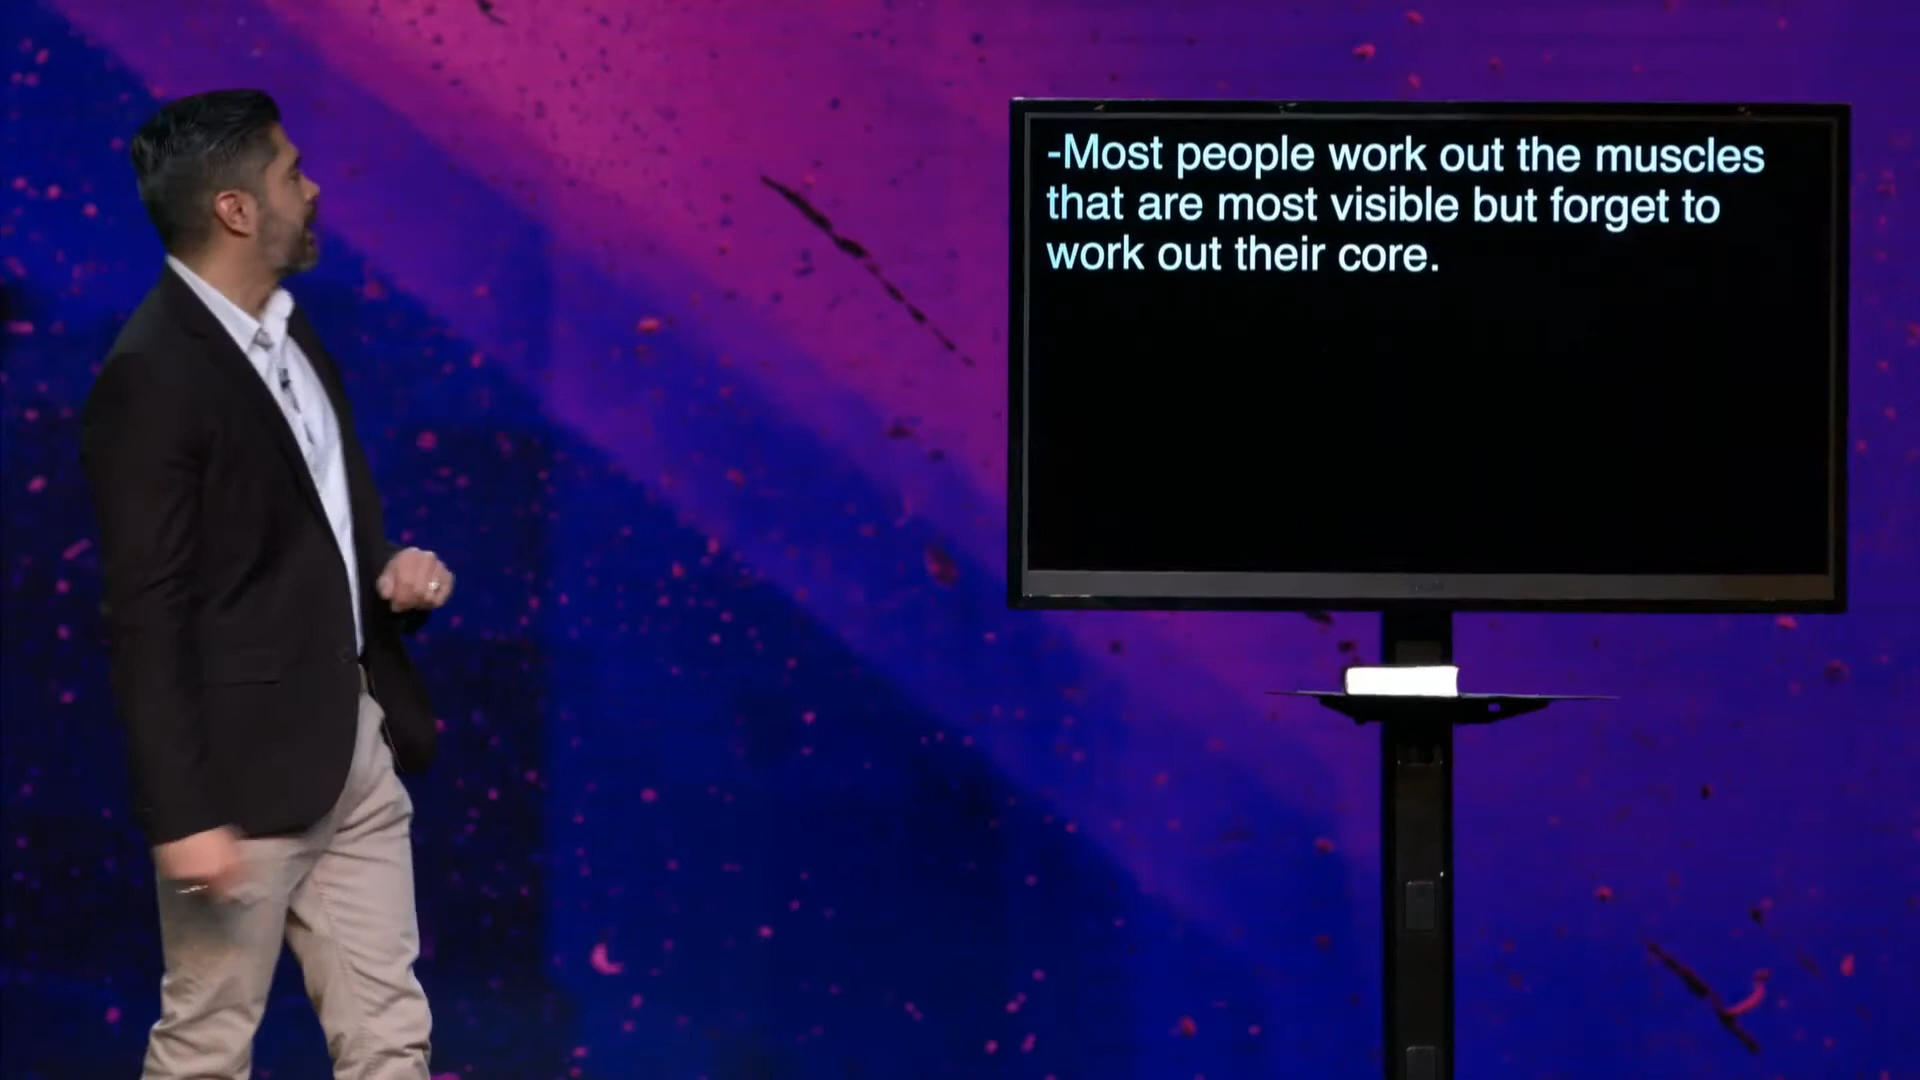 -Most people work out the muscles
that are most visible but forget to
work out their core.